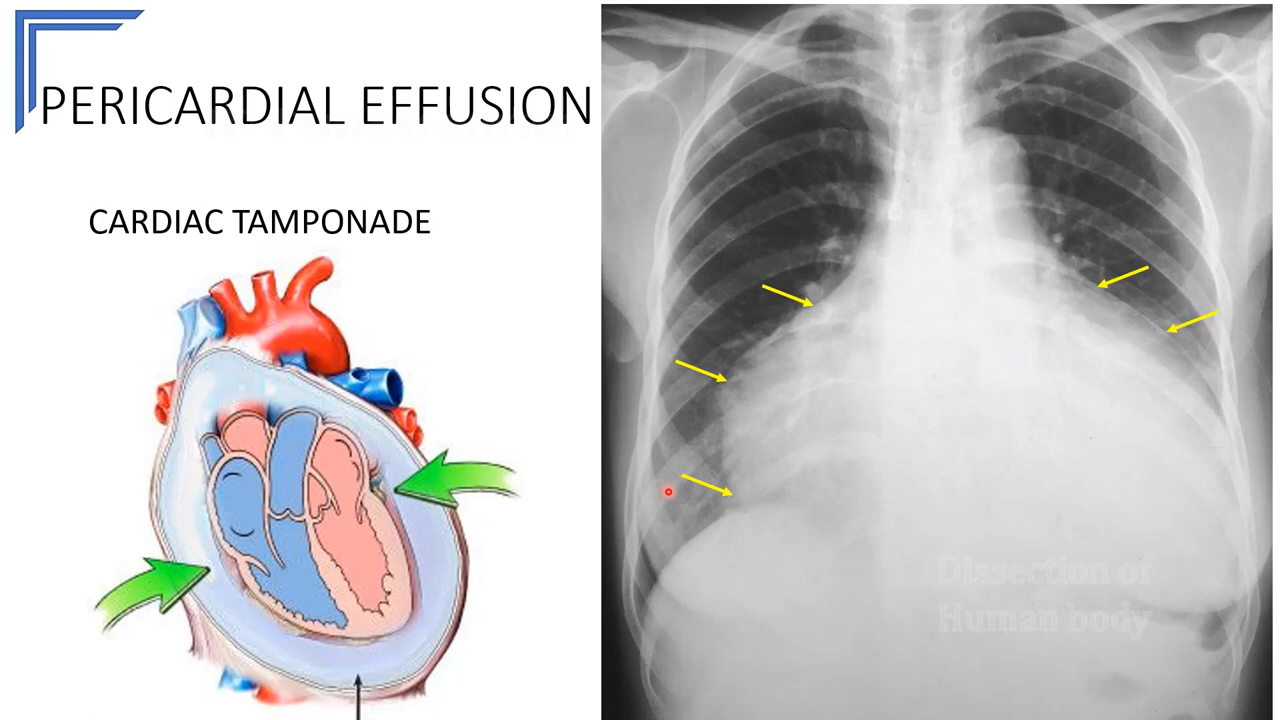 PERICARDIAL EFFUSION
CARDIAC TAMPONADE
Dissection of
Human body